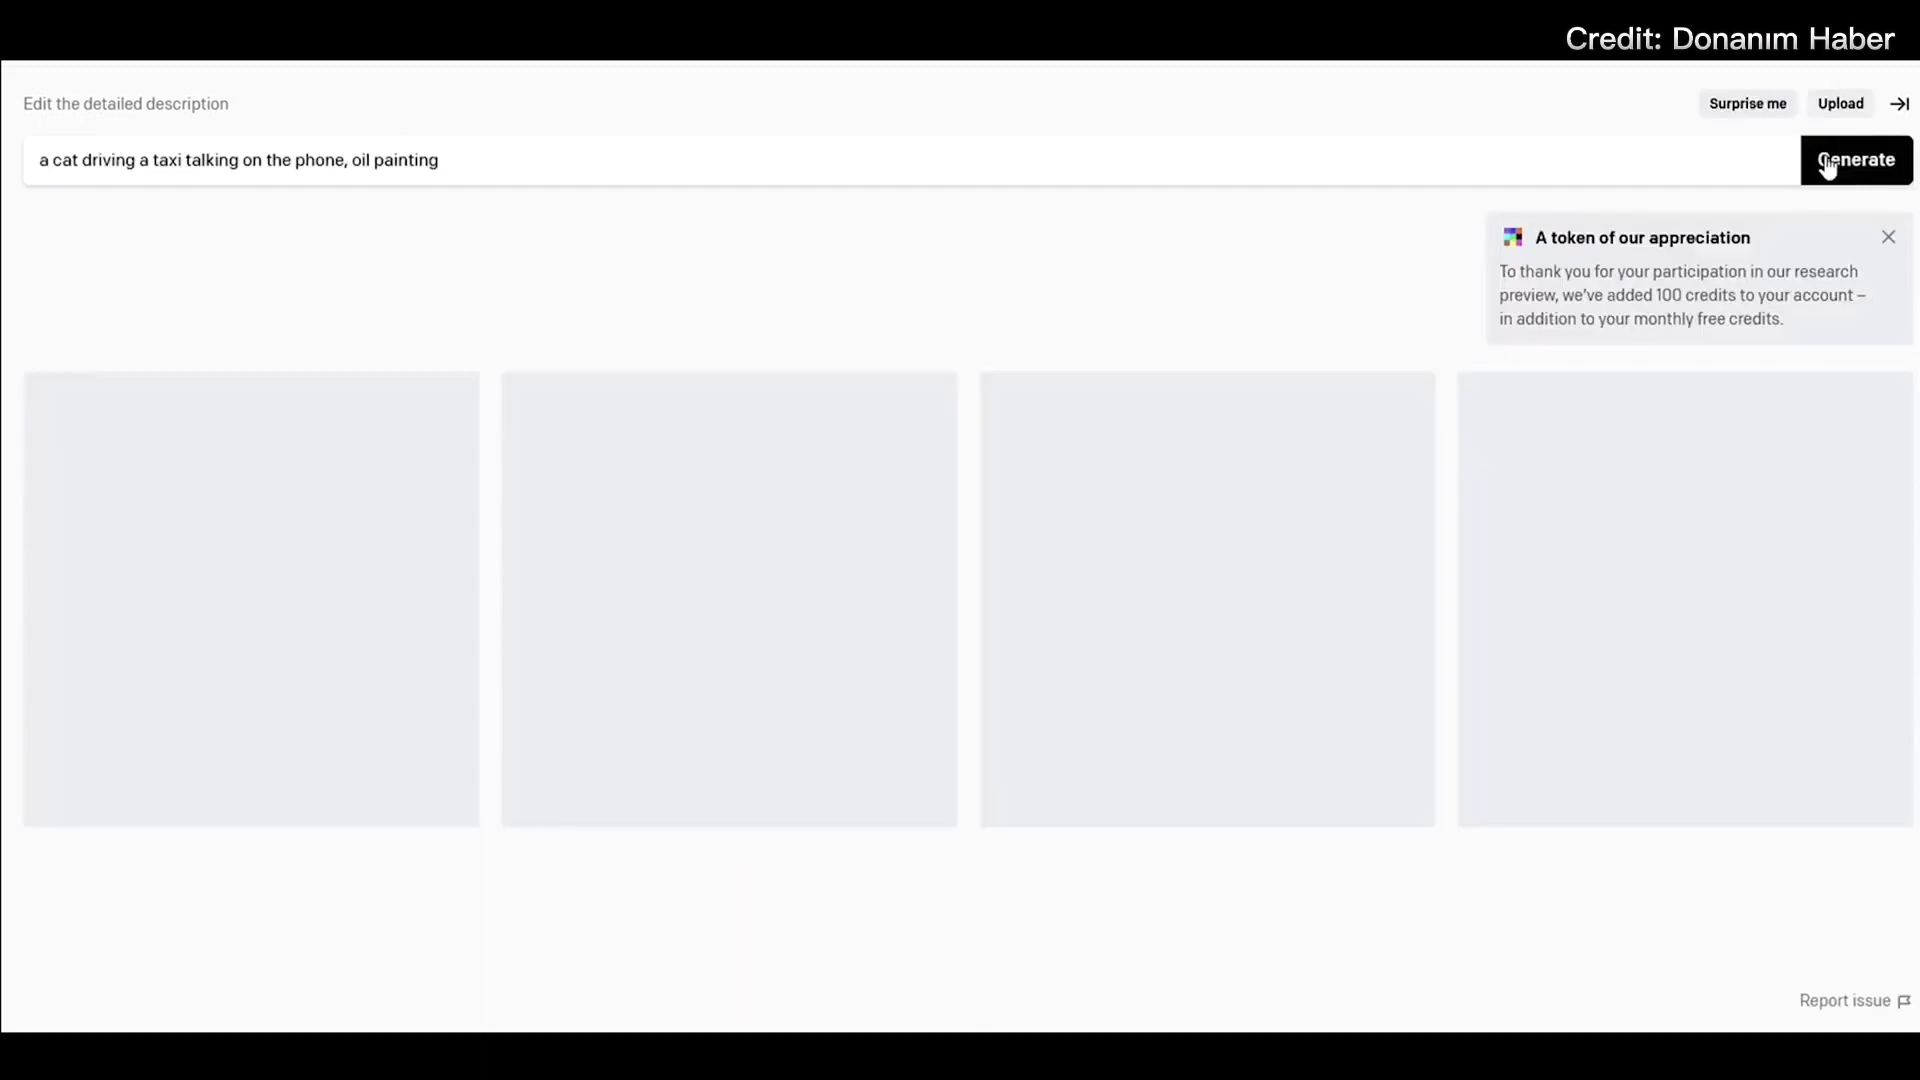 Credit: Donanım Haber
Edit the detailed description
Surprise me
Upload
a cat driving a taxi talking on the phone, oil painting
Generate
A token of our appreciation
To thank you for your participation in our research
preview, we've added 100 credits to your account –
in addition to your monthly free credits.
Report issue